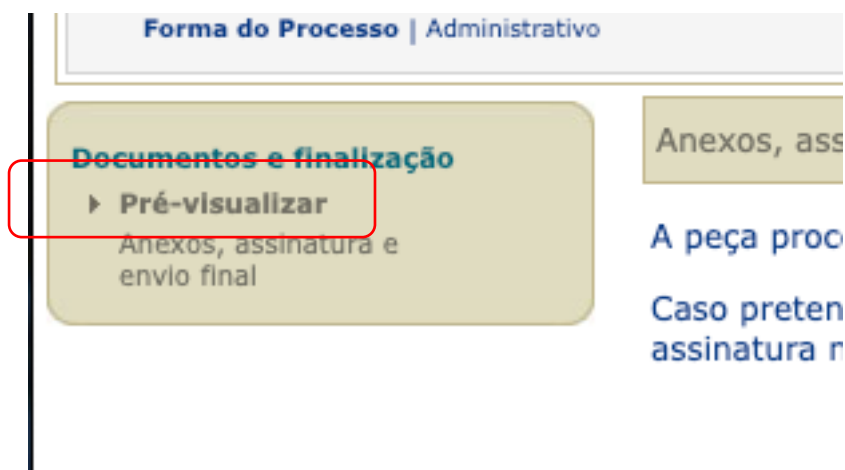 Forma do Processo | Administrativo
Documentos e finalização
Pré-visualizar
Anexos, assinatura e
envio final
Anexos, ass
A peça proc
Caso preten
assinatura